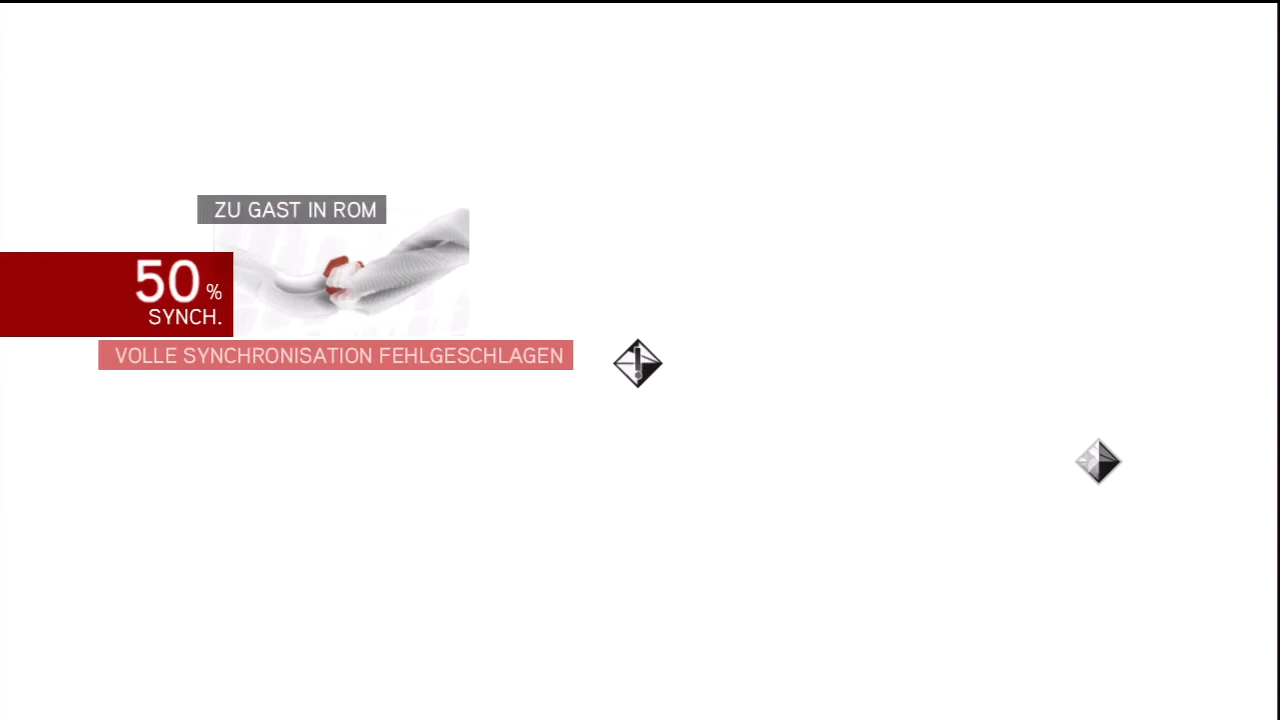 ZU GAST IN ROM
50 %
SYNCH.
VOLLE SYNCHRONISATION FEHLGESCHLAGEN